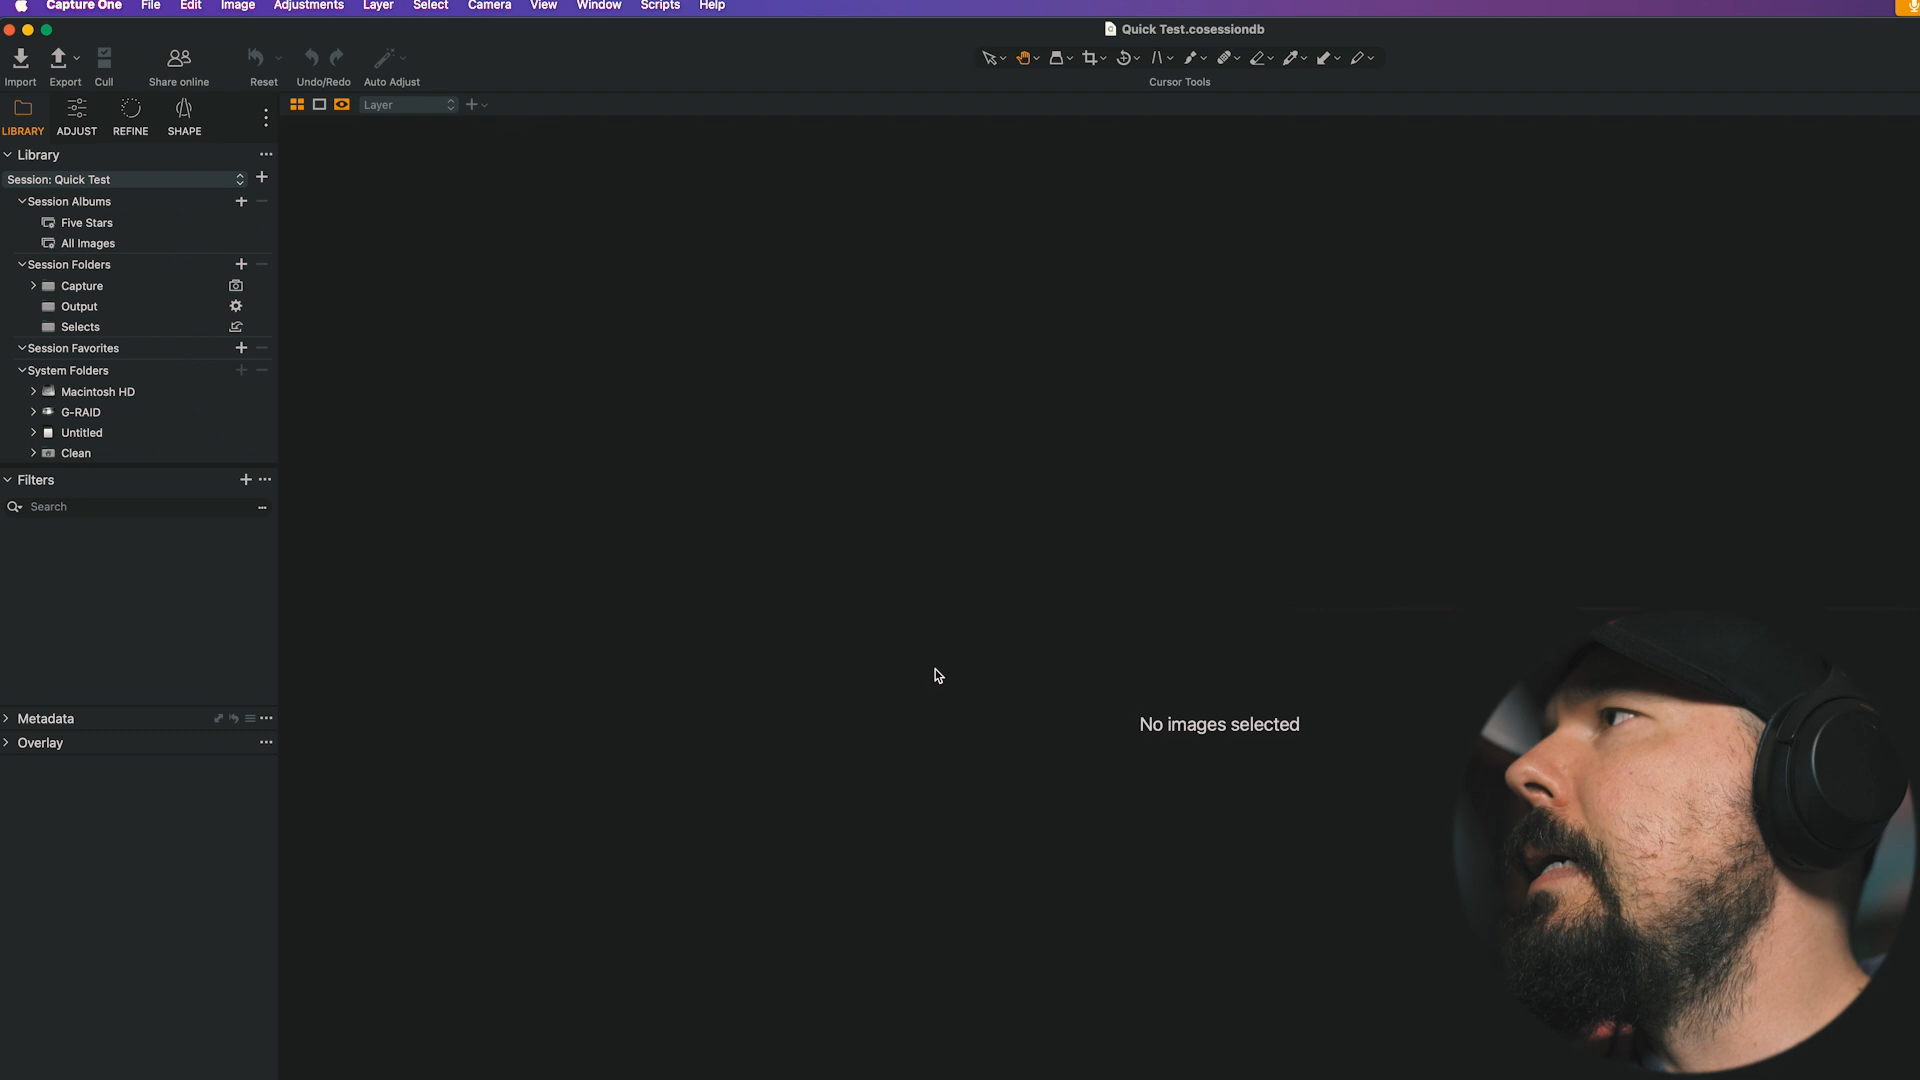 Capture One File Edit Image Adjustments Layer Select Camera View Window Scripts Help
Quick Test.cosessiondb
Import Export Cull Share online Reset Undo/Redo Auto Adjust Cursor Tools
LIBRARY ADJUST REFINE SHAPE
Layer
Library
Session: Quick Test
Session Albums
Five Stars
All Images
Session Folders
Capture
Output
Selects
Session Favorites
System Folders
Macintosh HD
G-RAID
Untitled
Clean
Filters
Search
Metadata
Overlay
No images selected